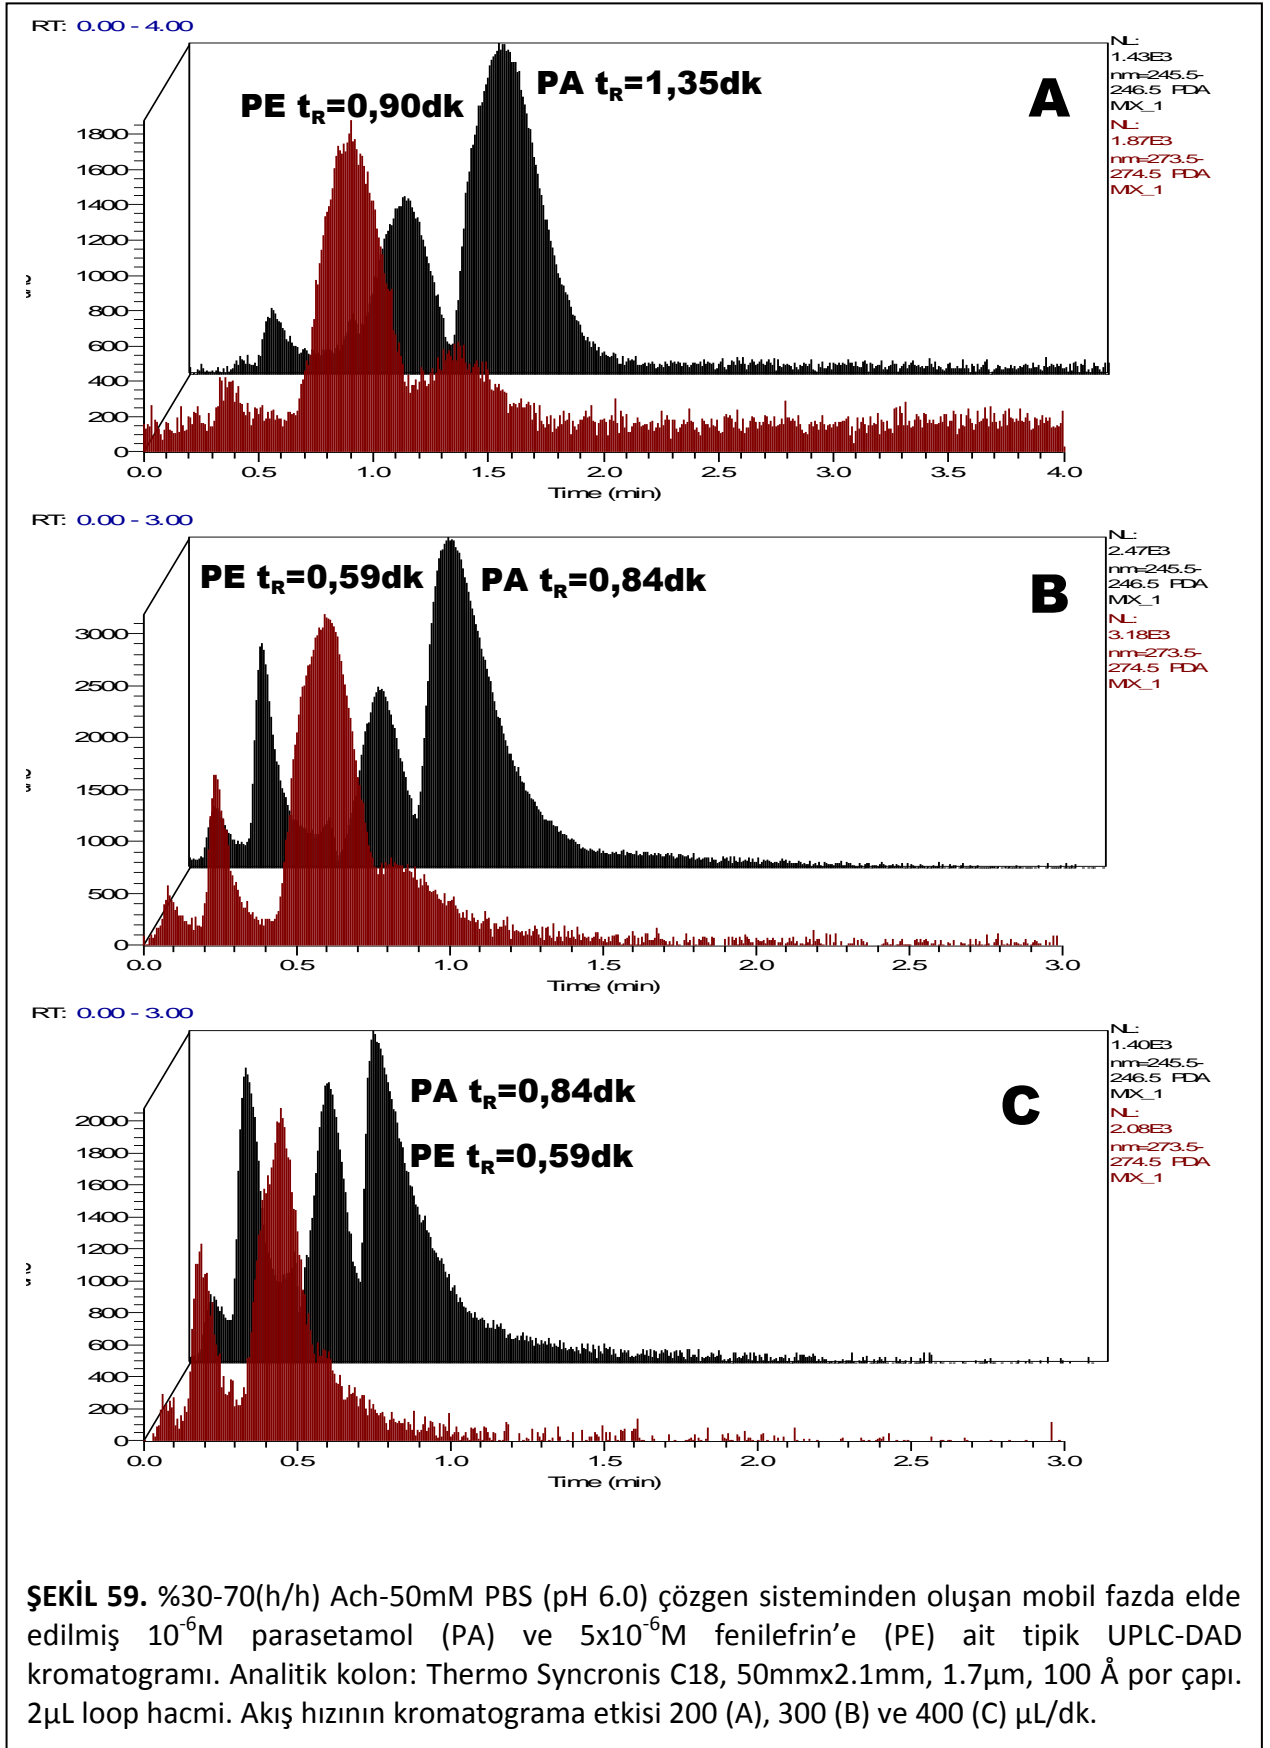 RT: 0.00 - 4.00
NL:
1.43E3
nm=245.5-
246.5 PDA
MX_1
NL:
1.87E3
nm=273.5-
274.5 PDA
MX_1
PE tR=0,90dk
PA tR=1,35dk
A
1800
1600
1400
1200
1000
800
600
400
200
0
0.0 0.5 1.0 1.5 2.0 2.5 3.0 3.5 4.0
Time (min)
RT: 0.00 - 3.00
NL:
2.47E3
nm=245.5-
246.5 PDA
MX_1
NL:
3.18E3
nm=273.5-
274.5 PDA
MX_1
PE tR=0,59dk
PA tR=0,84dk
B
3000
2500
2000
1500
1000
500
0
0.0 0.5 1.0 1.5 2.0 2.5 3.0
Time (min)
RT: 0.00 - 3.00
NL:
1.40E3
nm=245.5-
246.5 PDA
MX_1
NL:
2.08E3
nm=273.5-
274.5 PDA
MX_1
PA tR=0,84dk
PE tR=0,59dk
C
2000
1800
1600
1400
1200
1000
800
600
400
200
0
0.0 0.5 1.0 1.5 2.0 2.5 3.0
Time (min)
ŞEKİL 59. %30-70(h/h) Ach-50mM PBS (pH 6.0) çözgen sisteminden oluşan mobil fazda elde
edilmiş 10⁻⁶M parasetamol (PA) ve 5x10⁻⁶M fenilefrin’e (PE) ait tipik UPLC-DAD
kromatogramı. Analitik kolon: Thermo Syncronis C18, 50mmx2.1mm, 1.7µm, 100 Å por çapı.
2µL loop hacmi. Akış hızının kromatograma etkisi 200 (A), 300 (B) ve 400 (C) µL/dk.